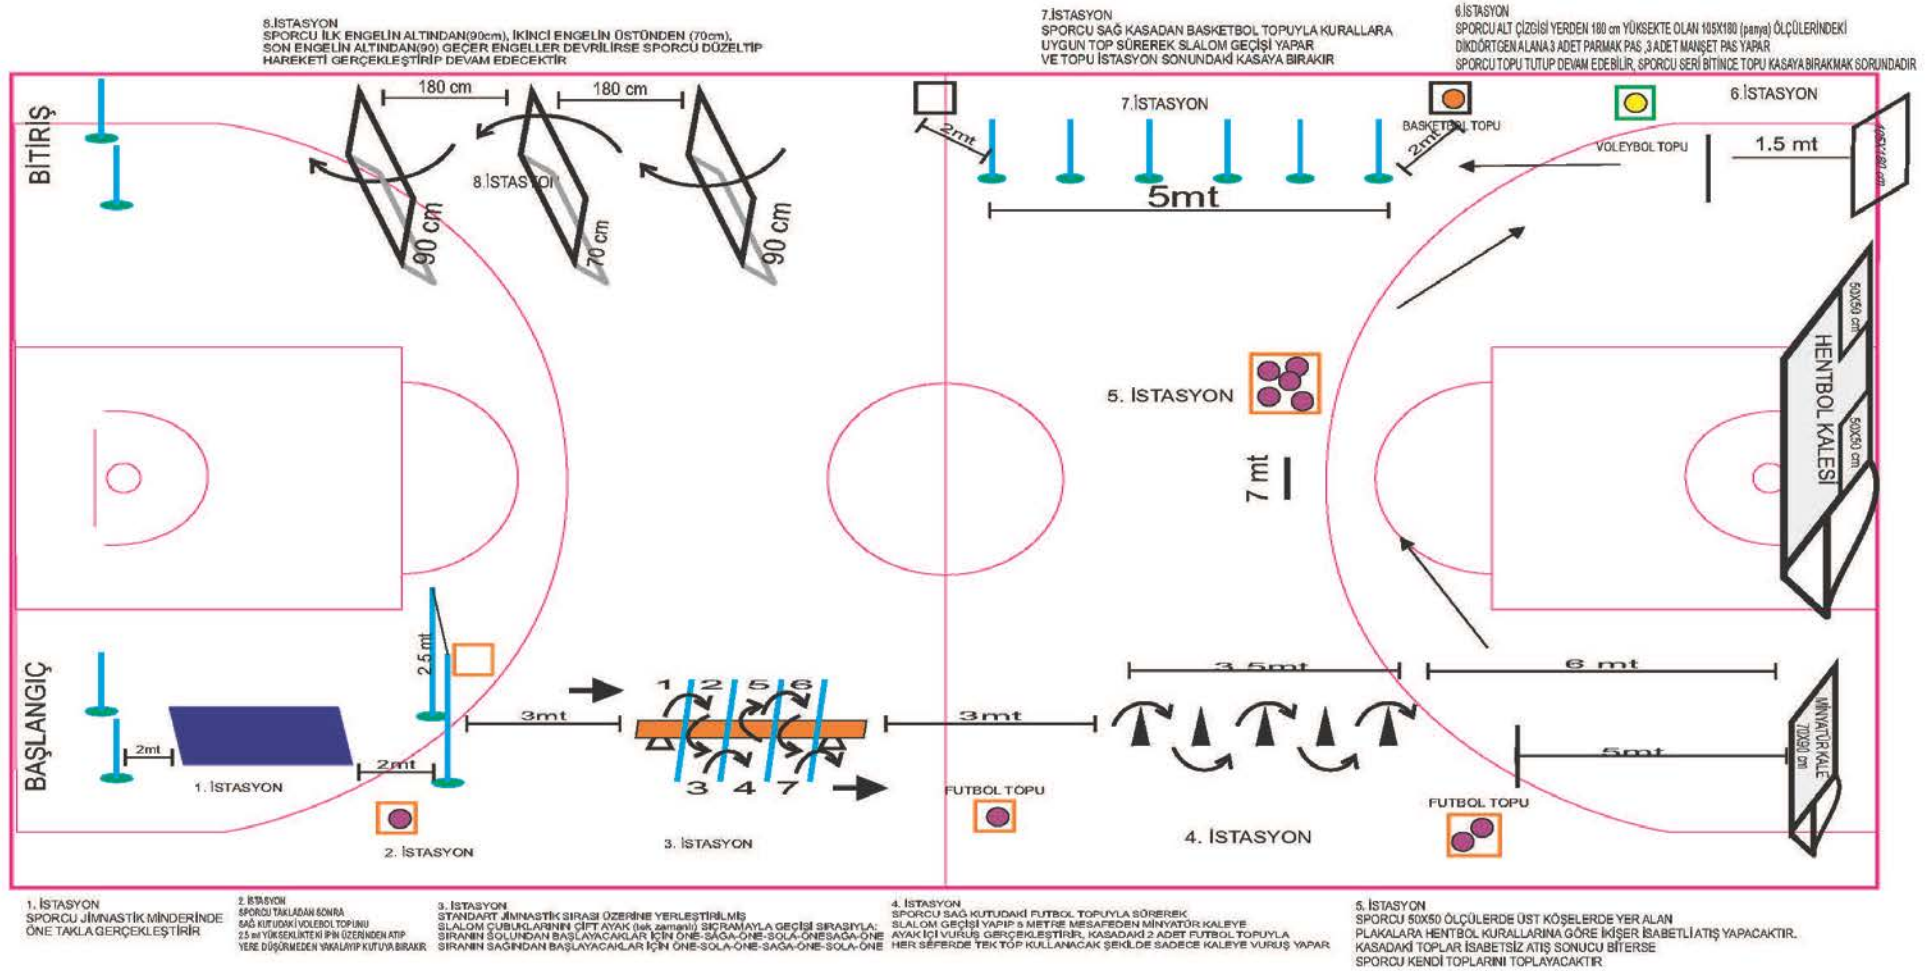 8.İSTASYON
SPORCU İLK ENGELİN ALTINDAN(90cm), İKİNCİ ENGELİN ÜSTÜNDEN (70cm),
SON ENGELİN ALTINDAN(90) GEÇER ENGELLER DEVRİLİRSE SPORCU DÜZELTİP
HAREKETİ GERÇEKLEŞTİRİP DEVAM EDECEKTİR
7.İSTASYON
SPORCU SAĞ KASADAN BASKETBOL TOPUYLA KURALLARA
UYGUN TOP SÜREREK SLALOM GEÇİŞİ YAPAR
VE TOPU İSTASYON SONUNDAKİ KASAYA BIRAKIR
6.İSTASYON
SPORCU ALT ÇİZGİSİ YERDEN 180 cm YÜKSEKTE OLAN 105X180 (panya) ÖLÇÜLERİNDEKİ
DİKDÖRTGEN ALANA 3 ADET PARMAK PAS ,3 ADET MANŞET PAS YAPAR
SPORCU TOPU TUTUP DEVAM EDEBİLİR, SPORCU SERİ BİTİNCE TOPU KASAYA BIRAKMAK SORUNDADIR
BİTİRİŞ
180 cm
180 cm
8.İSTASYON
90 cm
70 cm
90 cm
2mt
7.İSTASYON
5mt
BASKETBOL TOPU
2mt
6.İSTASYON
VOLEYBOL TOPU
1.5 mt
105X180 cm
5. İSTASYON
7 mt
HENTBOL KALESİ
50X50 cm
50X50 cm
BAŞLANGIÇ
2mt
1. İSTASYON
2mt
2.5 mt
2. İSTASYON
3mt
1 2 5 6
3 4 7
3. İSTASYON
3mt
FUTBOL TOPU
3.5mt
4. İSTASYON
6 mt
5mt
FUTBOL TOPU
MİNYATÜR KALE
70X90 cm
1. İSTASYON
SPORCU JİMNASTİK MİNDERİNDE
ÖNE TAKLA GERÇEKLEŞTİRİR
2. İSTASYON
SPORCU TAKLADAN SONRA
SAĞ KUTUDAKİ VOLEBOL TOPUNU
2.5 mt YÜKSEKLİKTEKİ İPİN ÜZERİNDEN ATIP
YERE DÜŞÜRMEDEN YAKALAYIP KUTUYA BIRAKIR
3. İSTASYON
STANDART JİMNASTİK SIRASI ÜZERİNE YERLEŞTİRİLMİŞ
SLALOM ÇUBUKLARININ ÇİFT AYAK (tek zamanlı) SIÇRAMAYLA GEÇİŞİ SIRASIYLA;
SIRANIN SOLUNDAN BAŞLAYACAKLAR İÇİN ÖNE-SAĞA-ÖNE-SOLA-ÖNESAĞA-ÖNE
SIRANIN SAĞINDAN BAŞLAYACAKLAR İÇİN ÖNE-SOLA-ÖNE-SAĞA-ÖNE-SOLA-ÖNE
4. İSTASYON
SPORCU SAĞ KUTUDAKİ FUTBOL TOPUYLA SÜREREK
SLALOM GEÇİŞİ YAPIP 5 METRE MESAFEDEN MİNYATÜR KALEYE
AYAK İÇİ VURUŞ GERÇEKLEŞTİRİR, KASADAKİ 2 ADET FUTBOL TOPUYLA
HER SEFERDE TEK TOP KULLANACAK ŞEKİLDE SADECE KALEYE VURUŞ YAPAR
5. İSTASYON
SPORCU 50X50 ÖLÇÜLERDE ÜST KÖŞELERDE YER ALAN
PLAKALARA HENTBOL KURALLARINA GÖRE İKİŞER İSABETLİ ATIŞ YAPACAKTIR.
KASADAKİ TOPLAR İSABETSİZ ATIŞ SONUCU BİTERSE
SPORCU KENDİ TOPLARINI TOPLAYACAKTIR